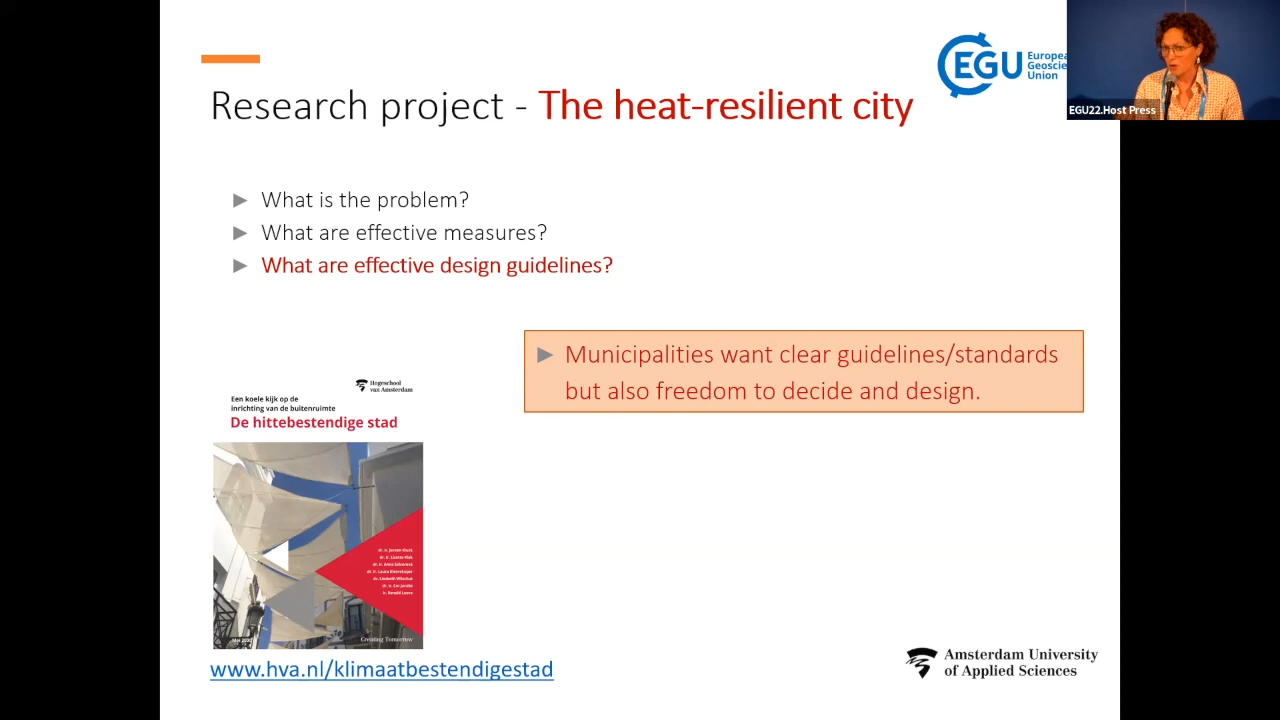 EGU
Europea
Geoscie
Union
EGU22.Host Press
Research project - The heat-resilient city
What is the problem?
What are effective measures?
What are effective design guidelines?
Municipalities want clear guidelines/standards
but also freedom to decide and design.
Hogeschool
van Amsterdam
Een koele kijk op de
inrichting van de buitenruimte
De hittebestendige stad
Creating Tomorrow
www.hva.nl/klimaatbestendigestad
Amsterdam University
of Applied Sciences